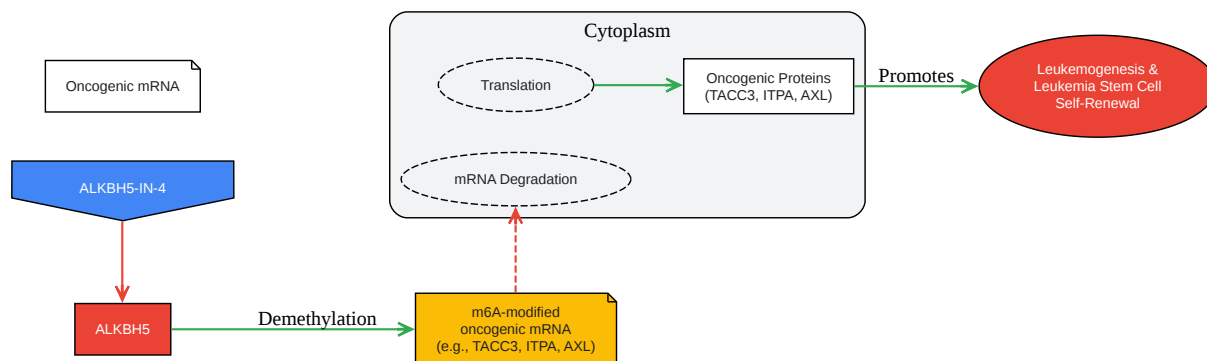 Cytoplasm
Oncogenic mRNA
Translation
Oncogenic Proteins
(TACC3, ITPA, AXL)
Promotes
Leukemogenesis &
Leukemia Stem Cell
Self-Renewal
ALKBH5-IN-4
mRNA Degradation
ALKBH5
Demethylation
m6A-modified
oncogenic mRNA
(e.g., TACC3, ITPA, AXL)